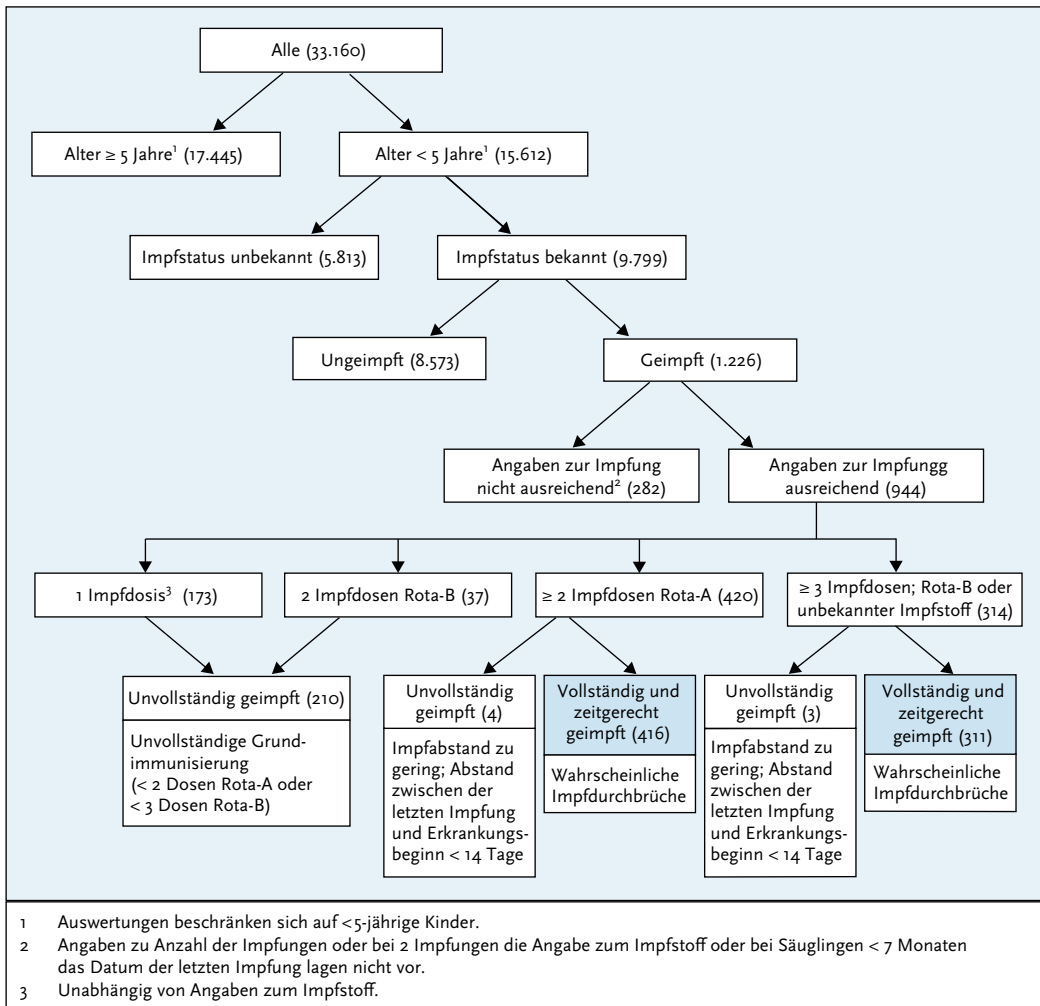 Alle (33.160)
Alter ≥ 5 Jahre¹ (17.445)
Alter < 5 Jahre¹ (15.612)
Impfstatus unbekannt (5.813)
Impfstatus bekannt (9.799)
Ungeimpft (8.573)
Geimpft (1.226)
Angaben zur Impfung
nicht ausreichend² (282)
Angaben zur Impfungg
ausreichend (944)
1 Impfdosis³ (173)
2 Impfdosen Rota-B (37)
≥ 2 Impfdosen Rota-A (420)
≥ 3 Impfdosen; Rota-B oder
unbekannter Impfstoff (314)
Unvollständig geimpft (210)
Unvollständige Grund-
immunisierung
(< 2 Dosen Rota-A oder
< 3 Dosen Rota-B)
Unvollständig
geimpft (4)
Impfabstand zu
gering; Abstand
zwischen der
letzten Impfung
und Erkrankungs-
beginn < 14 Tage
Vollständig und
zeitgerecht
geimpft (416)
Wahrscheinliche
Impfdurchbrüche
Unvollständig
geimpft (3)
Impfabstand zu
gering; Abstand
zwischen der
letzten Impfung
und Erkrankungs-
beginn < 14 Tage
Vollständig und
zeitgerecht
geimpft (311)
Wahrscheinliche
Impfdurchbrüche
1 Auswertungen beschränken sich auf <5-jährige Kinder.
2 Angaben zu Anzahl der Impfungen oder bei 2 Impfungen die Angabe zum Impfstoff oder bei Säuglingen < 7 Monaten
das Datum der letzten Impfung lagen nicht vor.
3 Unabhängig von Angaben zum Impfstoff.